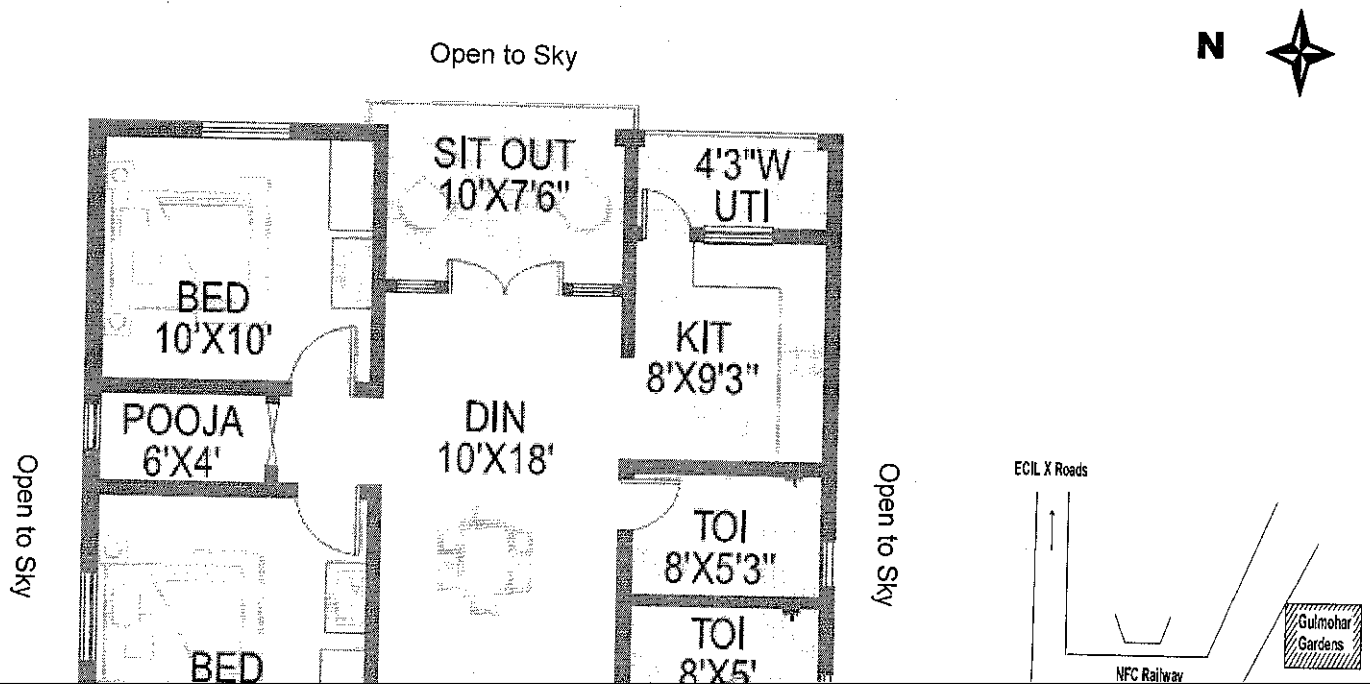 Open to Sky
N
SIT OUT
10'X7'6"
4'3"W
UTI
BED
10'X10'
KIT
8'X9'3"
POOJA
6'X4'
DIN
10'X18'
Open to Sky
Open to Sky
ECIL X Roads
TOI
8'X5'3"
TOI
8'X5'
BED
Gulmohar
Gardens
NFC Railway